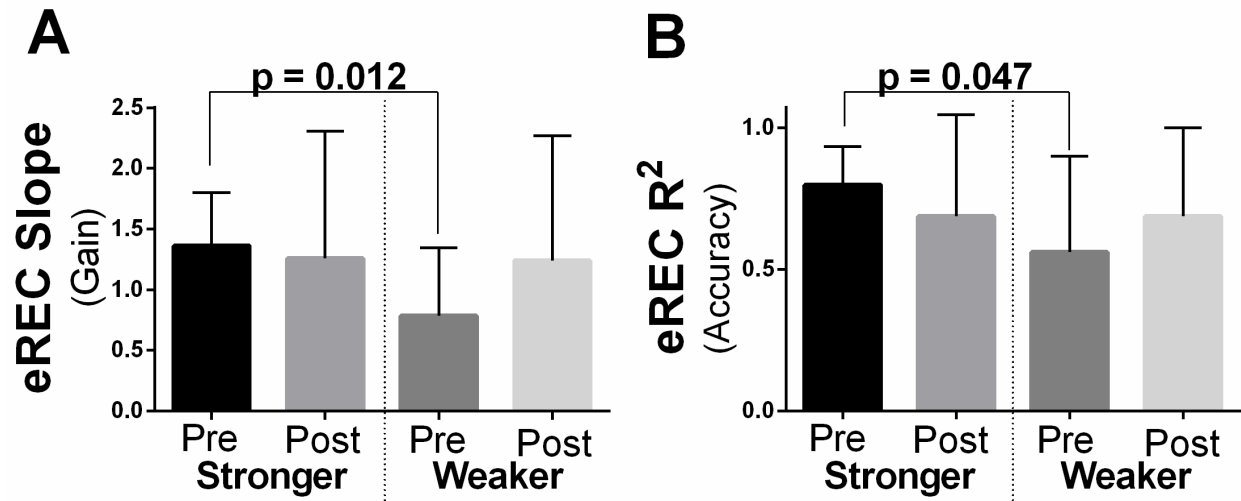 A
p = 0.012
eREC Slope
(Gain)
2.5
2.0
1.5
1.0
0.5
0.0
Pre Post Pre Post
Stronger Weaker
B
p = 0.047
eREC R²
(Accuracy)
1.0
0.5
0.0
Pre Post Pre Post
Stronger Weaker